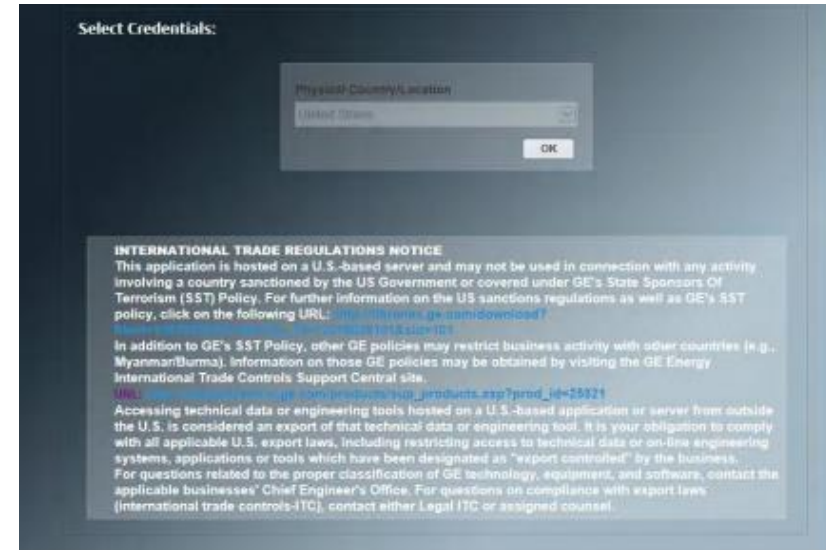 Select Credentials:
Physical Country/Location
United States
OK
INTERNATIONAL TRADE REGULATIONS NOTICE
This application is hosted on a U.S.-based server and may not be used in connection with any activity
involving a country sanctioned by the US Government or covered under GE's State Sponsors Of
Terrorism (SST) Policy. For further information on the US sanctions regulations as well as GE's SST
policy, click on the following URL:
In addition to GE's SST Policy, other GE policies may restrict business activity with other countries (e.g.,
Myanmar/Burma). Information on those GE policies may be obtained by visiting the GE Energy
International Trade Controls Support Central site.
URL:
Accessing technical data or engineering tools hosted on a U.S.-based application or server from outside
the U.S. is considered an export of that technical data or engineering tool. It is your obligation to comply
with all applicable U.S. export laws, including restricting access to technical data or on-line engineering
systems, applications or tools which have been designated as "export controlled" by the business.
For questions related to the proper classification of GE technology, equipment, and software, contact the
applicable businesses' Chief Engineer's Office. For questions on compliance with export laws
(international trade controls-ITC), contact either Legal ITC or assigned counsel.